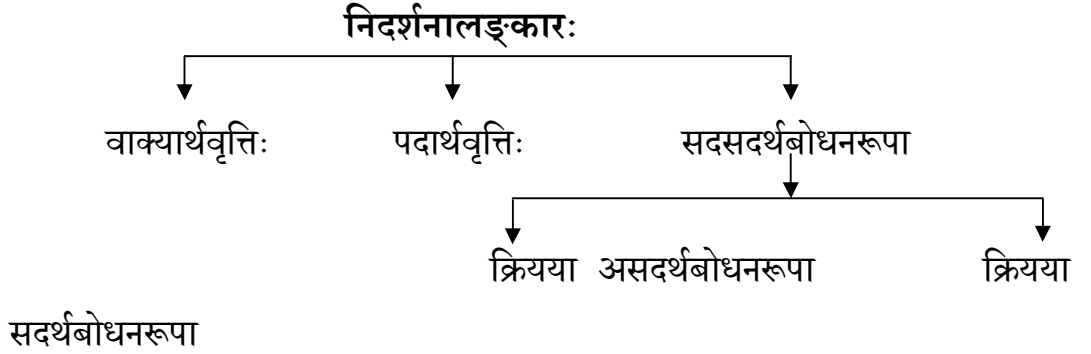 निदर्शनालङ्कारः
वाक्यार्थवृत्तिः पदार्थवृत्तिः सदसदर्थबोधनरूपा
क्रियया असदर्थबोधनरूपा क्रियया
सदर्थबोधनरूपा